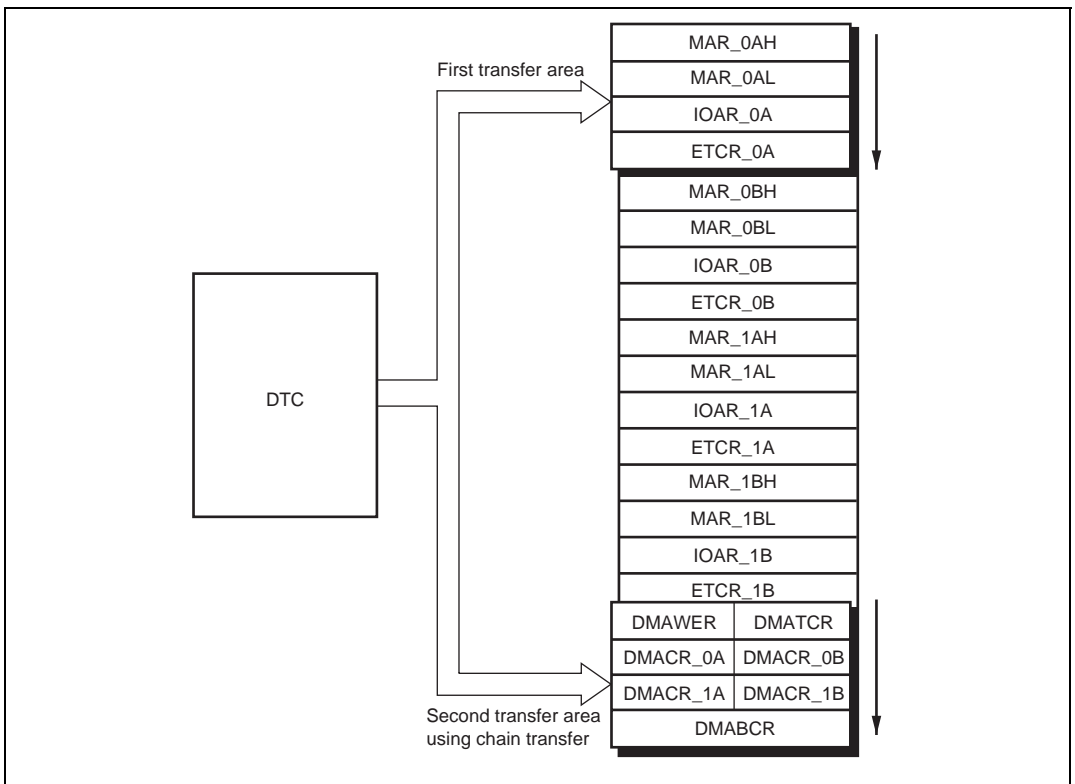 First transfer area
MAR_0AH
MAR_0AL
IOAR_0A
ETCR_0A
MAR_0BH
MAR_0BL
IOAR_0B
ETCR_0B
MAR_1AH
MAR_1AL
IOAR_1A
ETCR_1A
MAR_1BH
MAR_1BL
IOAR_1B
ETCR_1B
DTC
DMAWER DMATCR
DMACR_0A DMACR_0B
DMACR_1A DMACR_1B
DMABCR
Second transfer area
using chain transfer